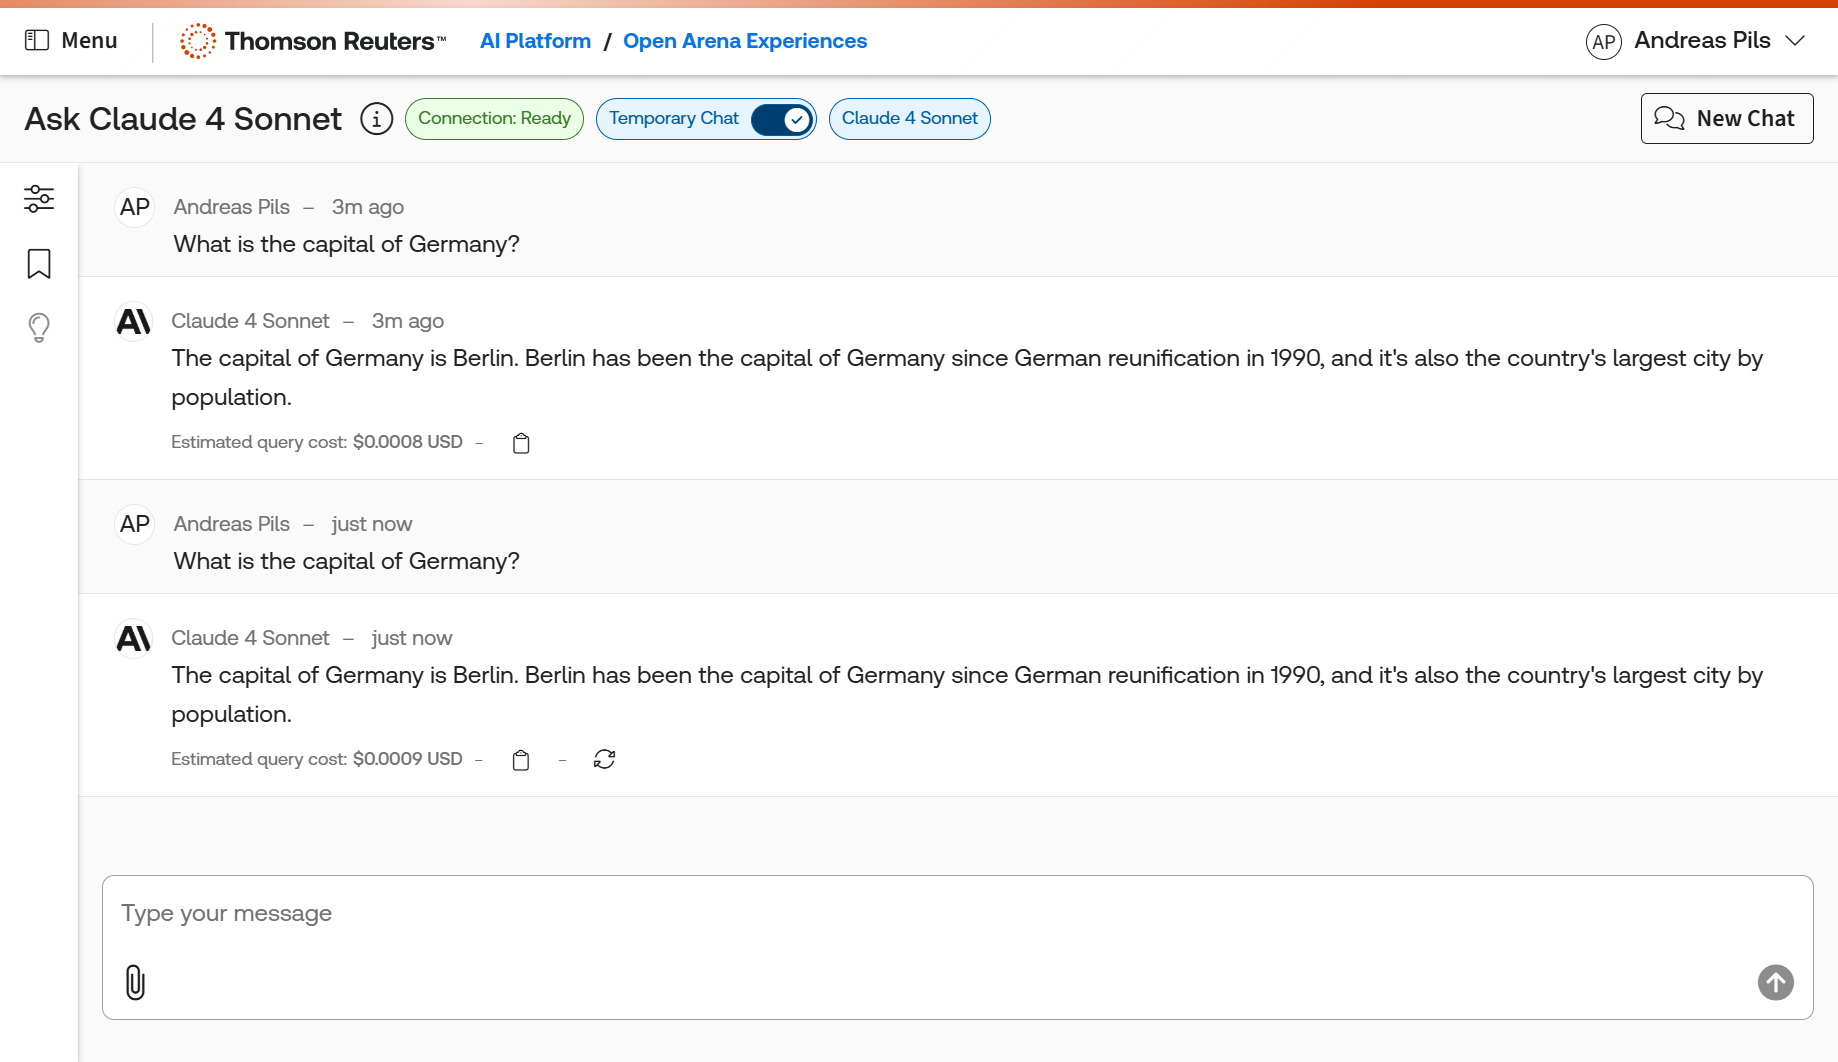 Menu
Thomson Reuters™
AI Platform / Open Arena Experiences
AP
Andreas Pils
Ask Claude 4 Sonnet
Connection: Ready
Temporary Chat
Claude 4 Sonnet
New Chat
AP
Andreas Pils – 3m ago
What is the capital of Germany?
Claude 4 Sonnet – 3m ago
The capital of Germany is Berlin. Berlin has been the capital of Germany since German reunification in 1990, and it's also the country's largest city by
population.
Estimated query cost: $0.0008 USD -
AP
Andreas Pils – just now
What is the capital of Germany?
Claude 4 Sonnet – just now
The capital of Germany is Berlin. Berlin has been the capital of Germany since German reunification in 1990, and it's also the country's largest city by
population.
Estimated query cost: $0.0009 USD - -
Type your message